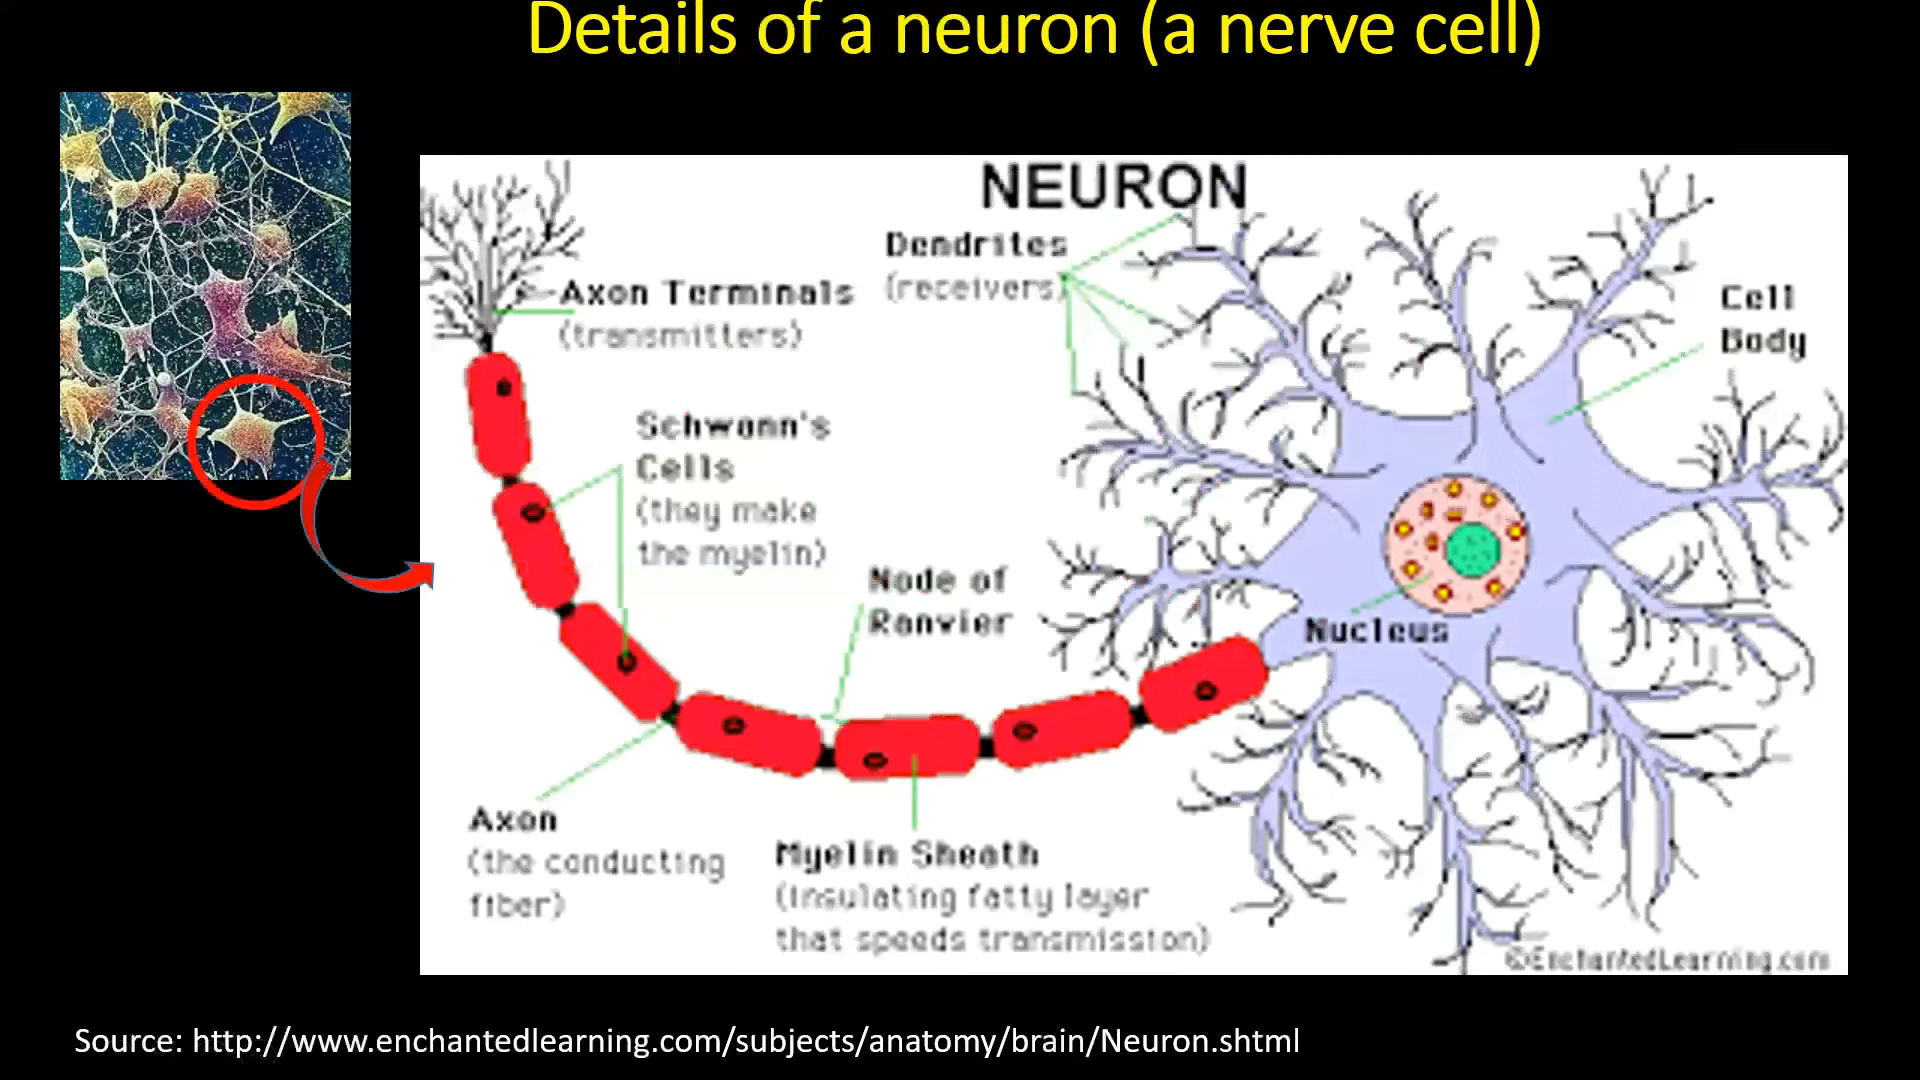 Details of a neuron (a nerve cell)
NEURON
Dendrites
(receivers)
Axon Terminals
(transmitters)
Cell
Body
Schwann's
Cells
(they make
the myelin)
Node of
Ranvier
Nucleus
Axon
(the conducting
fiber)
Myelin Sheath
(insulating fatty layer
that speeds transmission)
©EnchantedLearning.com
Source: http://www.enchantedlearning.com/subjects/anatomy/brain/Neuron.shtml